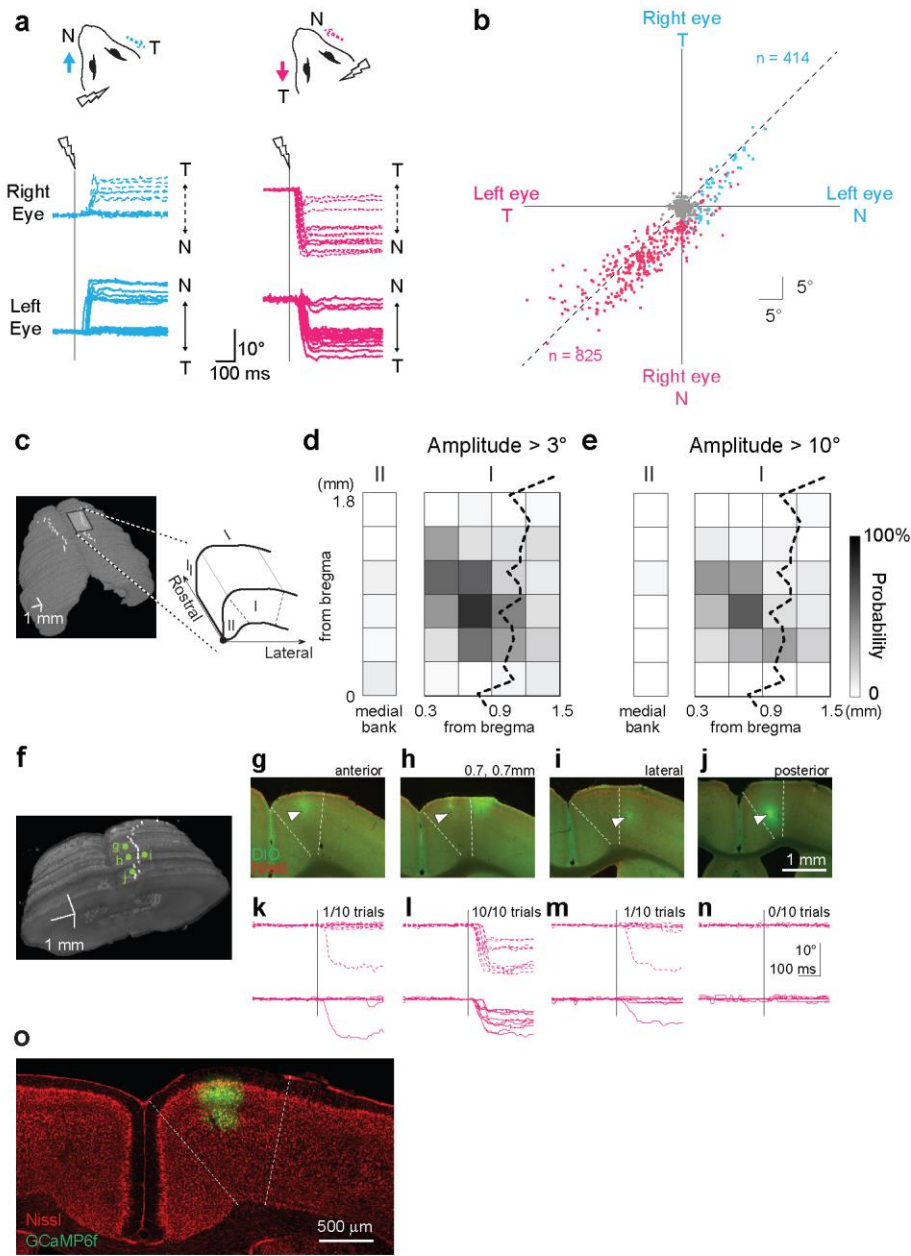 a
N
T
N
T
Right
Eye
T
N
N
T
Left
Eye
N
T
N
T
10°
100 ms
b
Right eye
T
n = 414
Left eye
T
Left eye
N
5°
5°
n = 825
Right eye
N
c
1 mm
I
II
Rostral
I
II
Lateral
d
Amplitude > 3°
II
I
(mm)
1.8
from bregma
0
medial
bank
0.3
0.9
1.5
from bregma
e
Amplitude > 10°
II
I
medial
bank
0.3
0.9
1.5
(mm)
from bregma
100%
Probability
0
f
g
h
i
j
1 mm
g
anterior
DID
Nissl
h
0.7, 0.7mm
i
lateral
j
posterior
1 mm
k
1/10 trials
l
10/10 trials
m
1/10 trials
n
0/10 trials
10°
100 ms
o
Nissl
GCaMP6f
500 µm